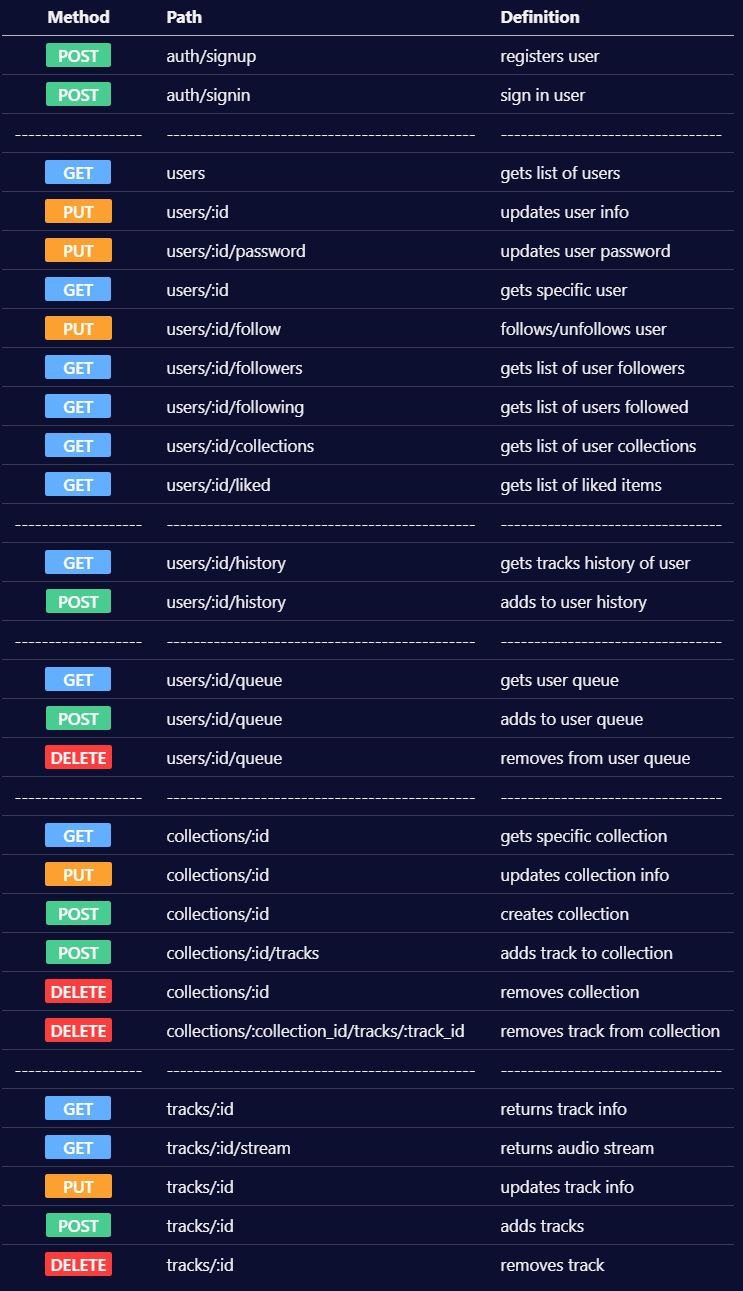 Method Path Definition
POST auth/signup registers user
POST auth/signin sign in user
------------------- ---------------------------------------------- ---------------------------------
GET users gets list of users
PUT users/:id updates user info
PUT users/:id/password updates user password
GET users/:id gets specific user
PUT users/:id/follow follows/unfollows user
GET users/:id/followers gets list of user followers
GET users/:id/following gets list of users followed
GET users/:id/collections gets list of user collections
GET users/:id/liked gets list of liked items
------------------- ---------------------------------------------- ---------------------------------
GET users/:id/history gets tracks history of user
POST users/:id/history adds to user history
------------------- ---------------------------------------------- ---------------------------------
GET users/:id/queue gets user queue
POST users/:id/queue adds to user queue
DELETE users/:id/queue removes from user queue
------------------- ---------------------------------------------- ---------------------------------
GET collections/:id gets specific collection
PUT collections/:id updates collection info
POST collections/:id creates collection
POST collections/:id/tracks adds track to collection
DELETE collections/:id removes collection
DELETE collections/:collection_id/tracks/:track_id removes track from collection
------------------- ---------------------------------------------- ---------------------------------
GET tracks/:id returns track info
GET tracks/:id/stream returns audio stream
PUT tracks/:id updates track info
POST tracks/:id adds tracks
DELETE tracks/:id removes track